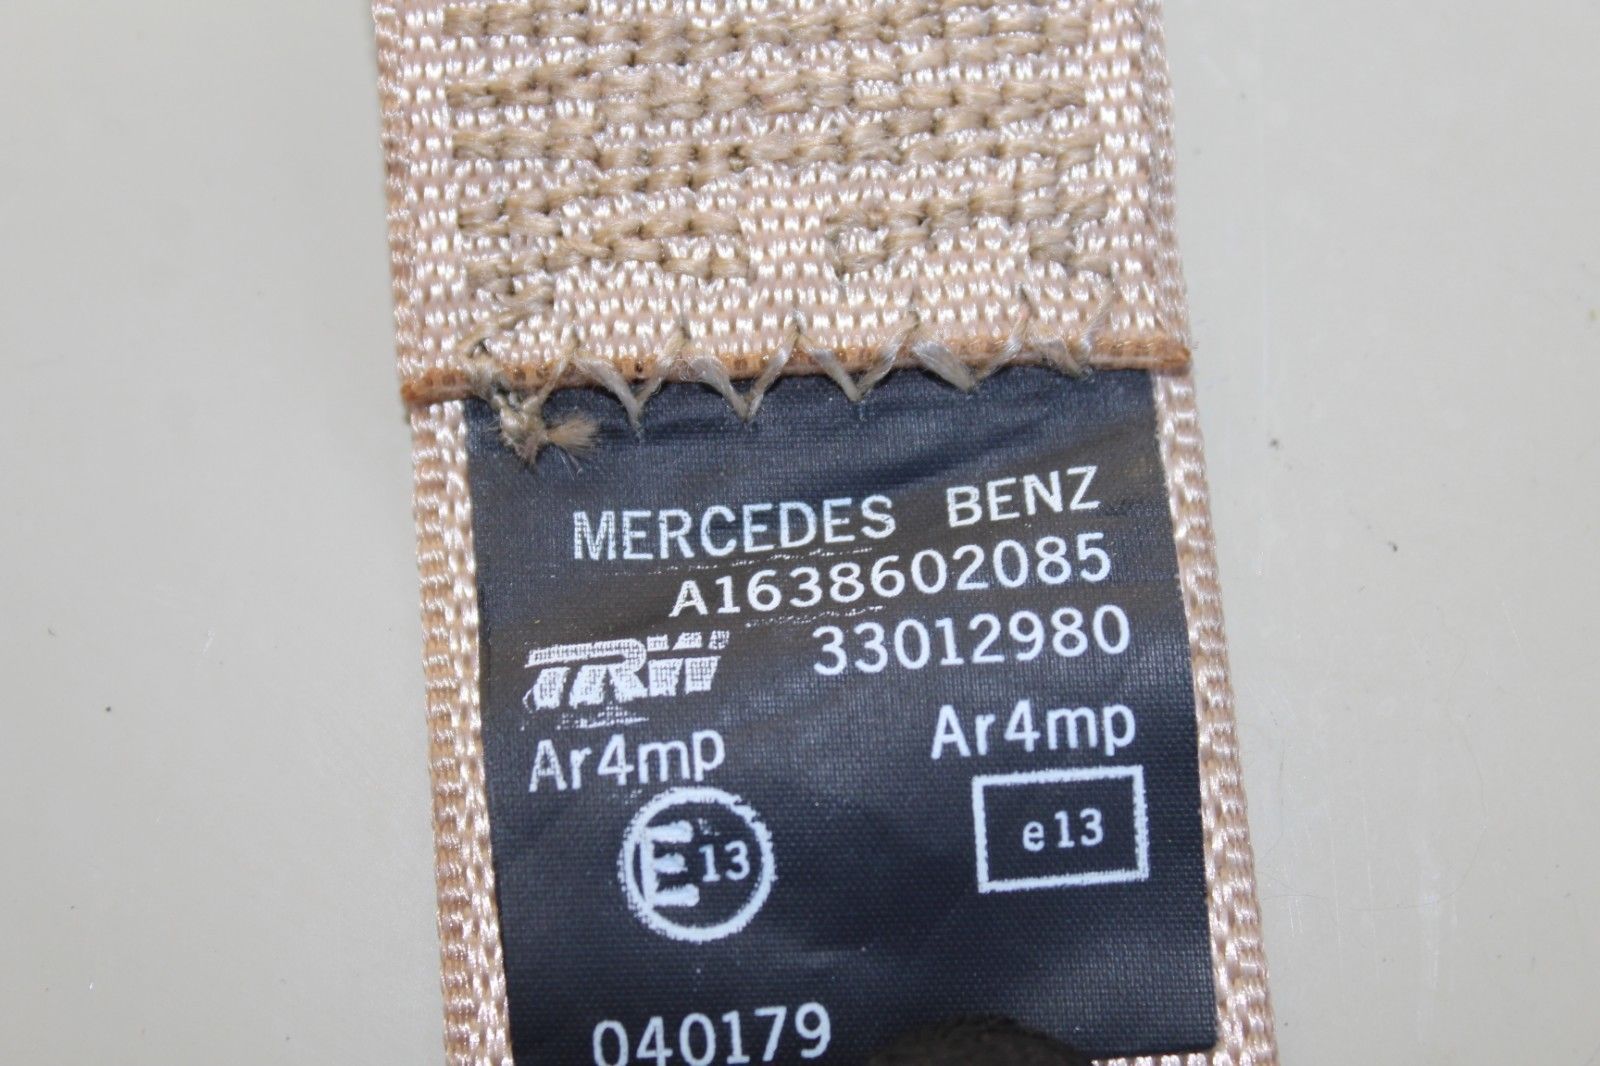 MERCEDES BENZ
A1638602085
TRW 33012980
Ar4mp Ar4mp
E13 e13
040179